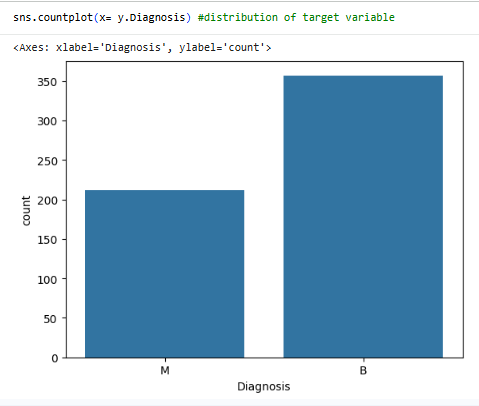 sns.countplot(x= y.Diagnosis) #distribution of target variable
<Axes: xlabel='Diagnosis', ylabel='count'>
350
300
250
200
150
100
50
0
count
M B
Diagnosis